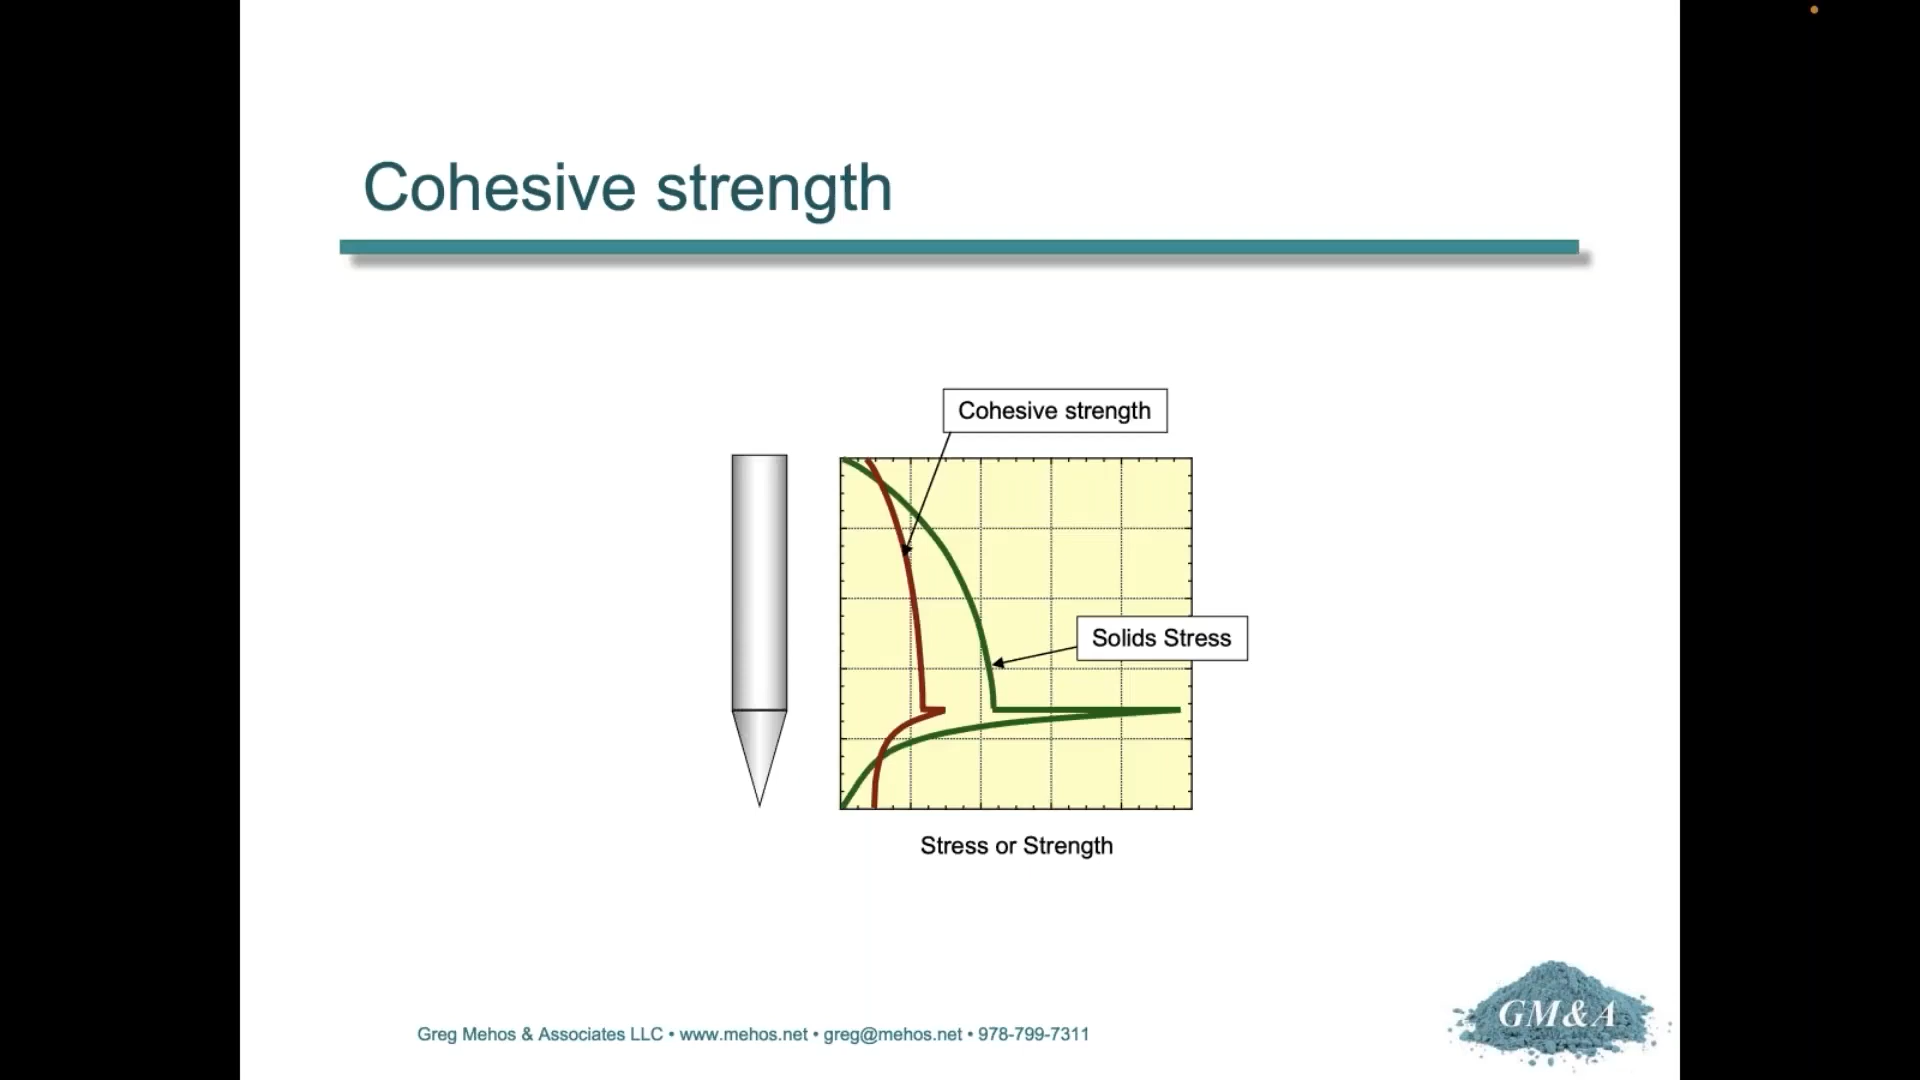 Cohesive strength
Cohesive strength
Solids Stress
Stress or Strength
Greg Mehos & Associates LLC • www.mehos.net • greg@mehos.net • 978-799-7311
GM&A